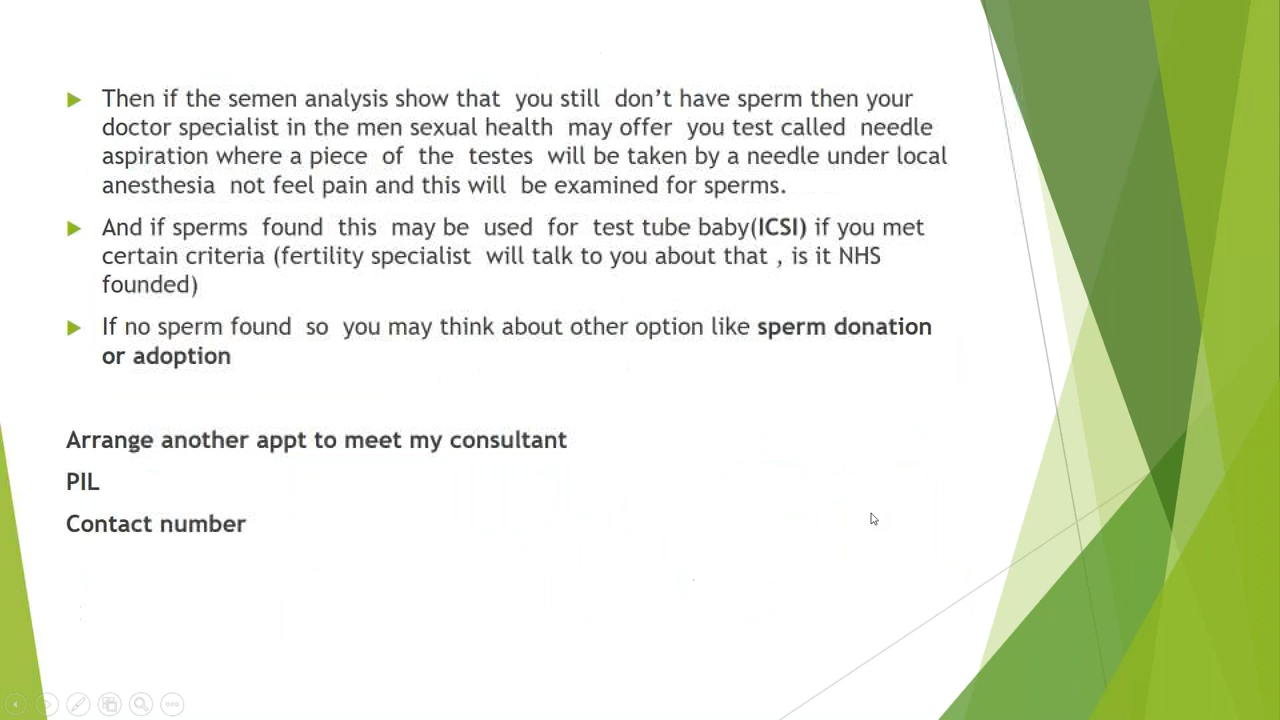 Then if the semen analysis show that you still don't have sperm then your
doctor specialist in the men sexual health may offer you test called needle
aspiration where a piece of the testes will be taken by a needle under local
anesthesia not feel pain and this will be examined for sperms.
And if sperms found this may be used for test tube baby(ICSI) if you met
certain criteria (fertility specialist will talk to you about that , is it NHS
founded)
If no sperm found so you may think about other option like sperm donation
or adoption
Arrange another appt to meet my consultant
PIL
Contact number